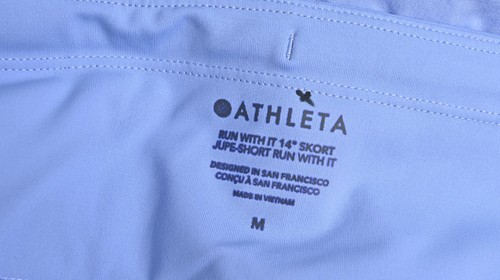 ATHLETA
RUN WITH IT 14" SKORT
JUPE-SHORT RUN WITH IT
DESIGNED IN SAN FRANCISCO
CONÇU À SAN FRANCISCO
MADE IN VIETNAM
M